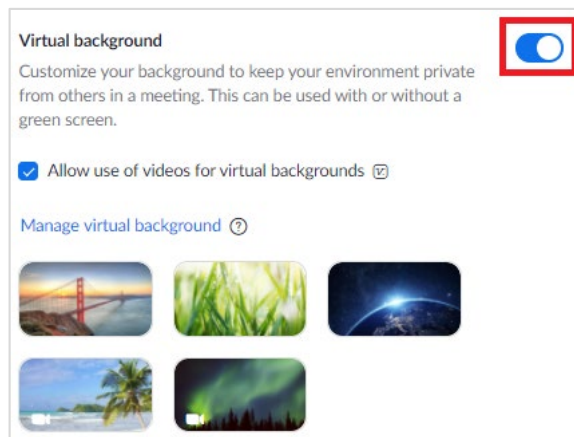 Virtual background
Customize your background to keep your environment private
from others in a meeting. This can be used with or without a
green screen.
Allow use of videos for virtual backgrounds
Manage virtual background